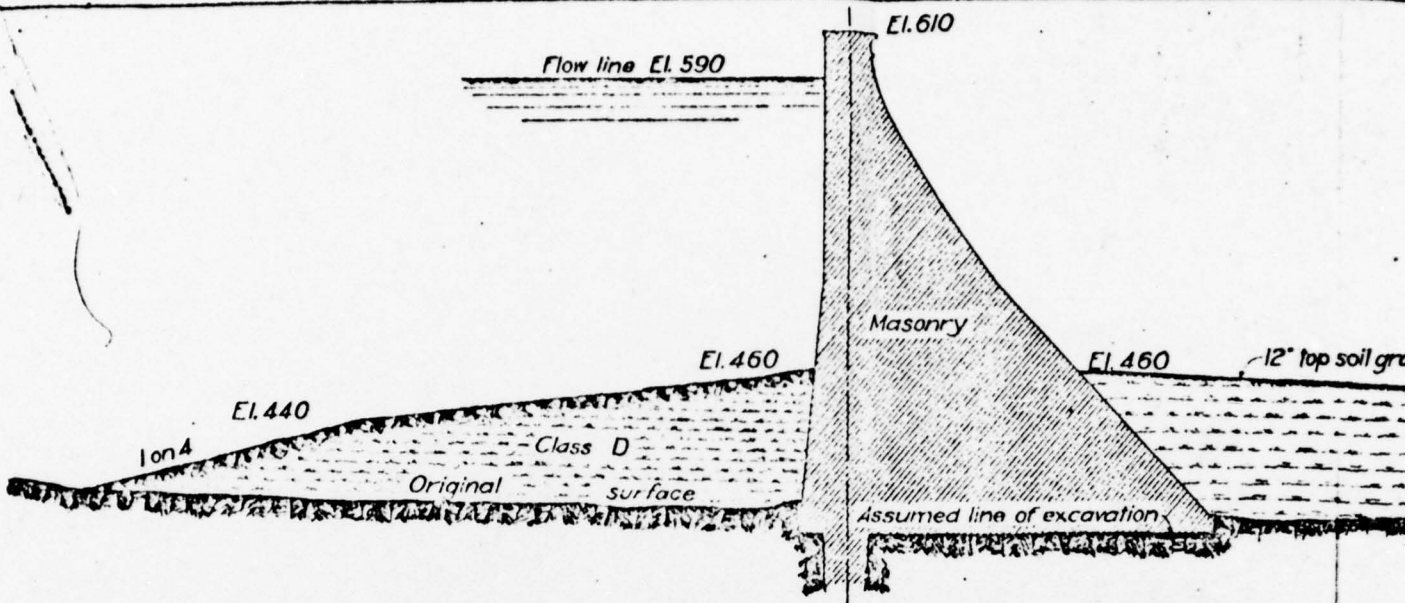 El. 610
Flow line El. 590
Masonry
El. 460
El. 460
12" top soil
El. 440
1 on 4
Class D
Original surface
Assumed line of excavation